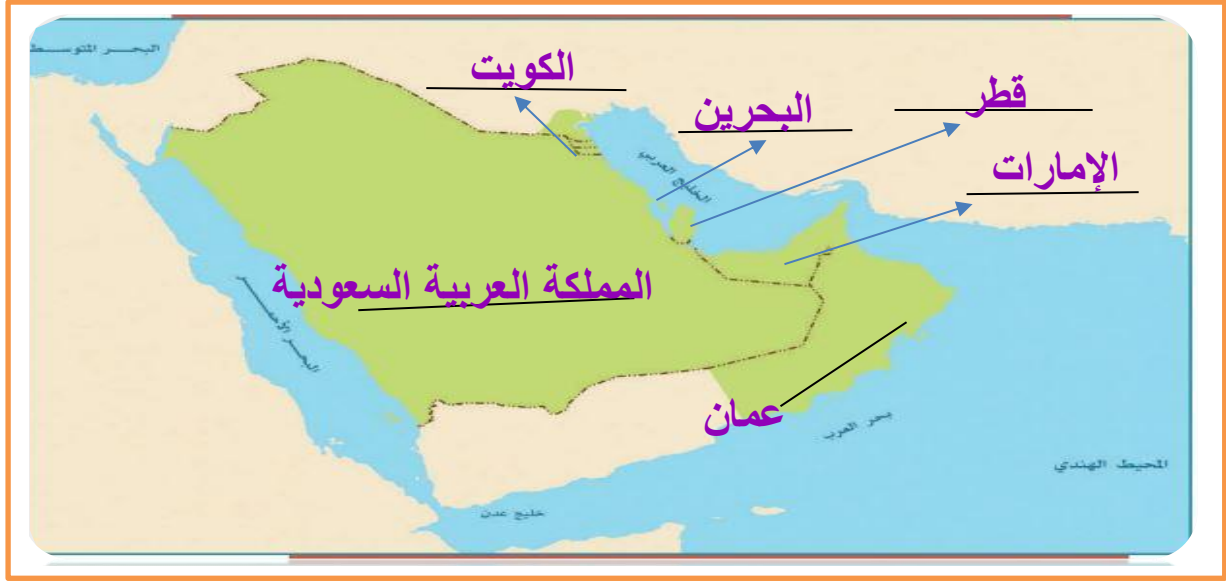 البحر المتوسط
الكويت
قطر
البحرين
الخليج العربي
الإمارات
المملكة العربية السعودية
البحر الأحمر
عمان
بحر العرب
المحيط الهندي
خليج عدن